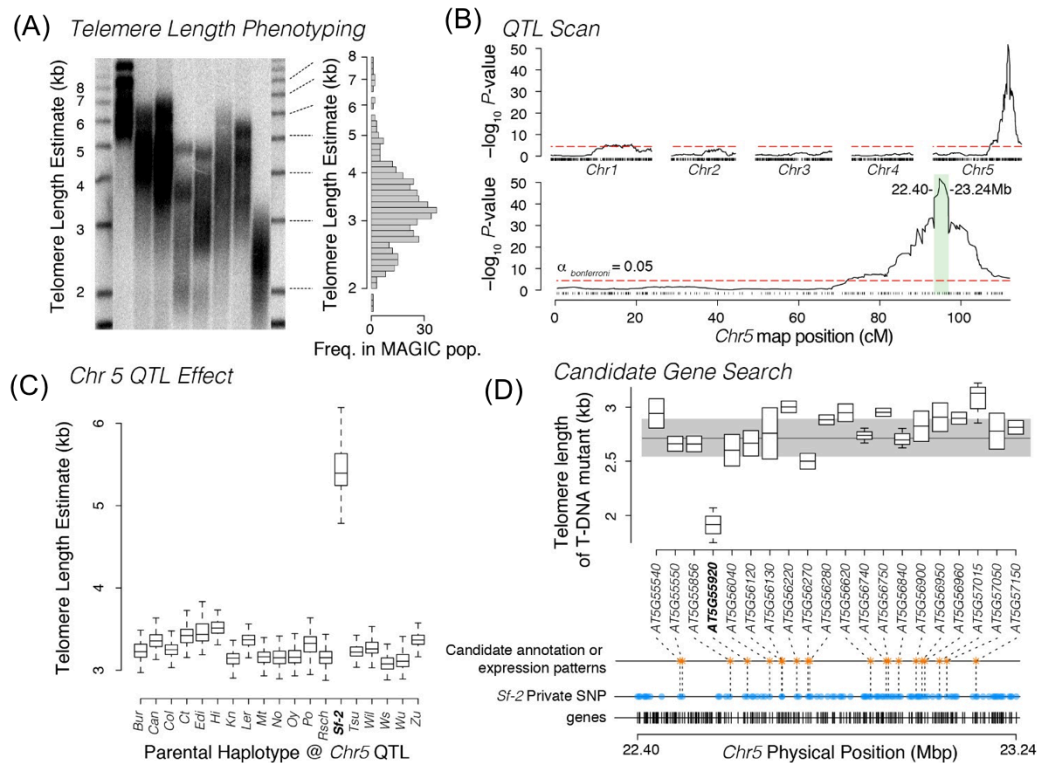 (A) Telomere Length Phenotyping
Telomere Length Estimate (kb)
8
7
6
5
4
3
2
Telomere Length Estimate (kb)
8
7
6
5
4
3
2
0 30
Freq. in MAGIC pop.
(B) QTL Scan
−log10 P-value
50
40
30
20
10
0
Chr1 Chr2 Chr3 Chr4 Chr5
−log10 P-value
50
40
30
20
10
0
22.40- -23.24Mb
α bonferroni = 0.05
0 20 40 60 80 100
Chr5 map position (cM)
(C) Chr 5 QTL Effect
Telomere Length Estimate (kb)
6
5
4
3
Bur Can Col Ct Edi Hi Kn Ler Mt No Oy Po Rsch Sf-2 Tsu Wil Ws Wu Zu
Parental Haplotype @ Chr5 QTL
(D) Candidate Gene Search
Telomere length
of T-DNA mutant (kb)
3
2.5
2
AT5G55540 AT5G55550 AT5G55856 AT5G55920 AT5G56040 AT5G56120 AT5G56130 AT5G56220 AT5G56270 AT5G56280 AT5G56620 AT5G56740 AT5G56750 AT5G56840 AT5G56900 AT5G56950 AT5G56960 AT5G57015 AT5G57050 AT5G57150
Candidate annotation or
expression patterns
Sf-2 Private SNP
genes
22.40 23.24
Chr5 Physical Position (Mbp)